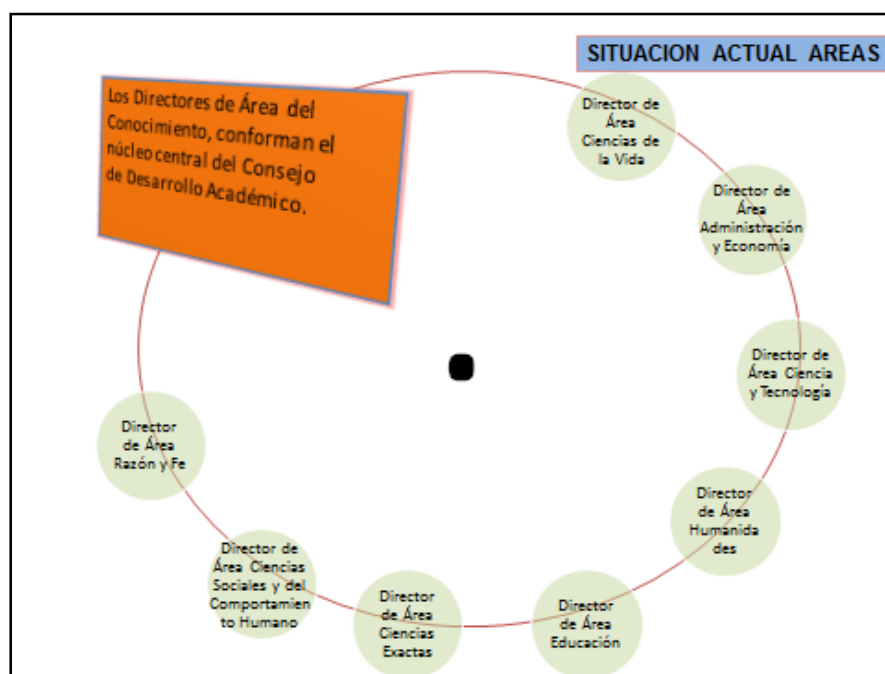 SITUACION ACTUAL AREAS
Los Directores de Área del
Conocimiento, conforman el
núcleo central del Consejo
de Desarrollo Académico.
Director de
Área
Ciencias de
la Vida
Director de
Área
Administración
y Economía
Director de
Área Ciencia
y Tecnología
Director
de Área
Humanida
des
Director
de Área
Educación
Director
de Área
Ciencias
Exactas
Director de
Área Ciencias
Sociales y del
Comportamien
to Humano
Director
de Área
Razón y Fe